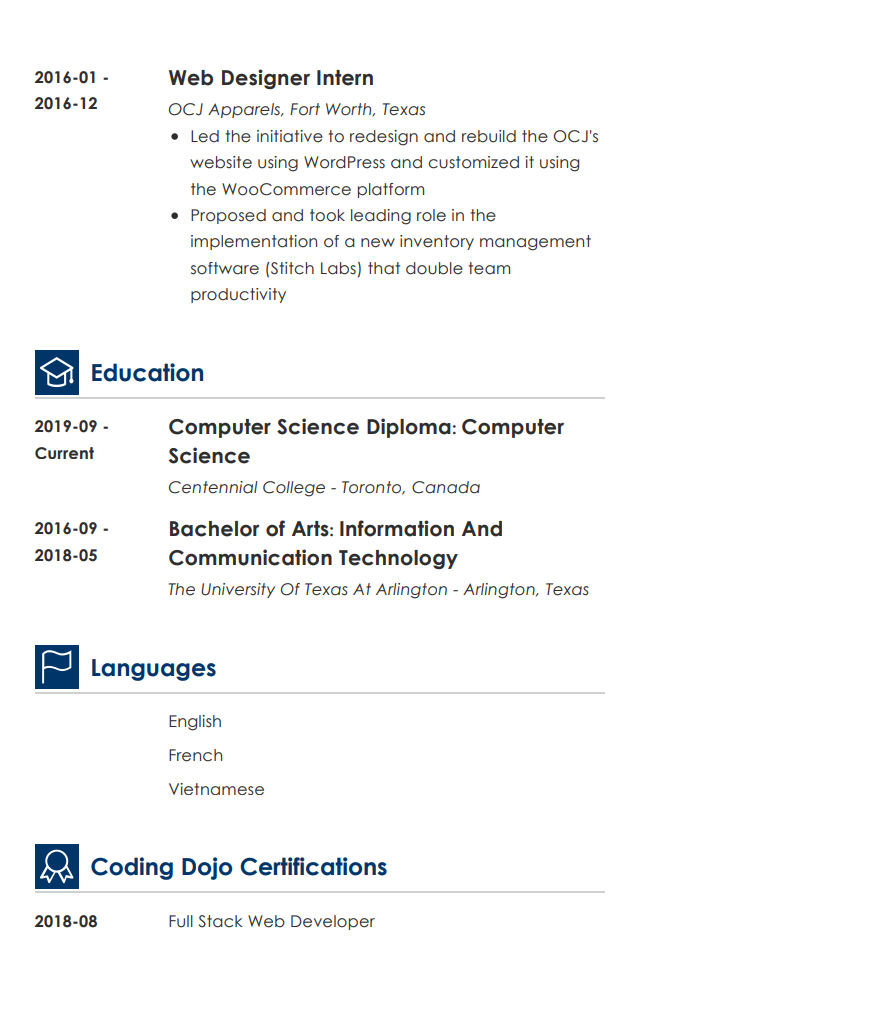 2016-01 -
2016-12
Web Designer Intern
OCJ Apparels, Fort Worth, Texas
• Led the initiative to redesign and rebuild the OCJ's
website using WordPress and customized it using
the WooCommerce platform
• Proposed and took leading role in the
implementation of a new inventory management
software (Stitch Labs) that double team
productivity
Education
2019-09 -
Current
Computer Science Diploma: Computer
Science
Centennial College - Toronto, Canada
2016-09 -
2018-05
Bachelor of Arts: Information And
Communication Technology
The University Of Texas At Arlington - Arlington, Texas
Languages
English
French
Vietnamese
Coding Dojo Certifications
2018-08
Full Stack Web Developer